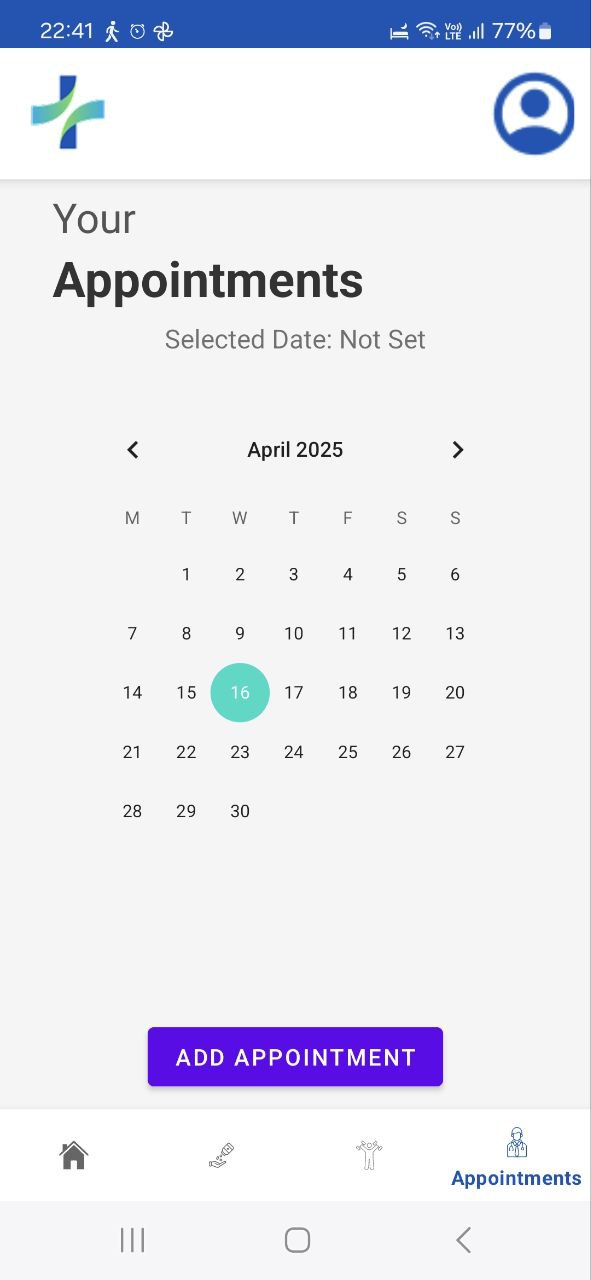 22:41 Vo)) LTE 77%
Your
Appointments
Selected Date: Not Set
April 2025
M T W T F S S
1 2 3 4 5 6
7 8 9 10 11 12 13
14 15 16 17 18 19 20
21 22 23 24 25 26 27
28 29 30
ADD APPOINTMENT
Appointments